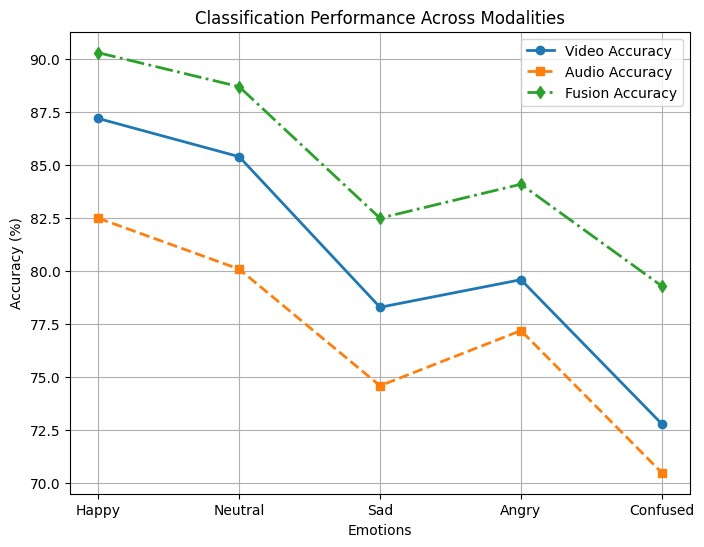 Classification Performance Across Modalities
Video Accuracy
Audio Accuracy
Fusion Accuracy
Accuracy (%)
90.0
87.5
85.0
82.5
80.0
77.5
75.0
72.5
70.0
Happy Neutral Sad Angry Confused
Emotions